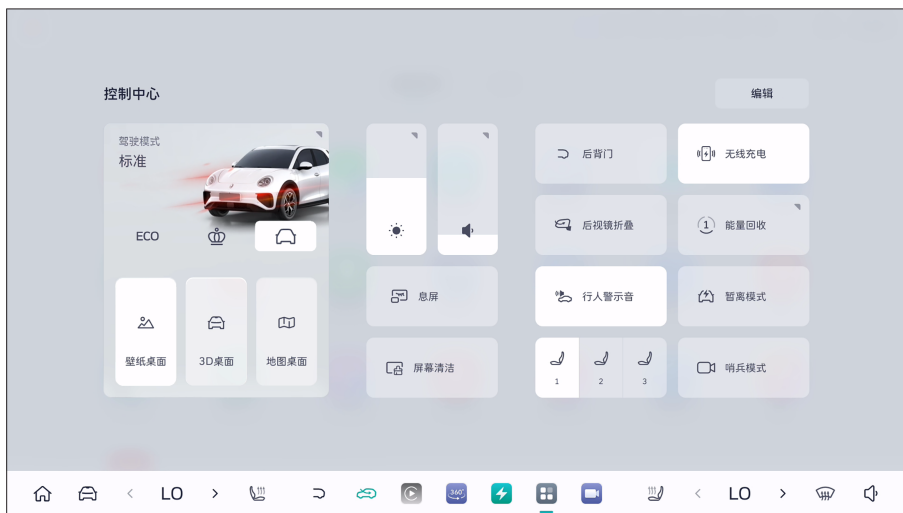 控制中心
编辑
驾驶模式
标准
ECO
壁纸桌面
3D桌面
地图桌面
息屏
屏幕清洁
后背门
无线充电
后视镜折叠
1
能量回收
行人警示音
暂离模式
1
2
3
哨兵模式
LO
360°
LO